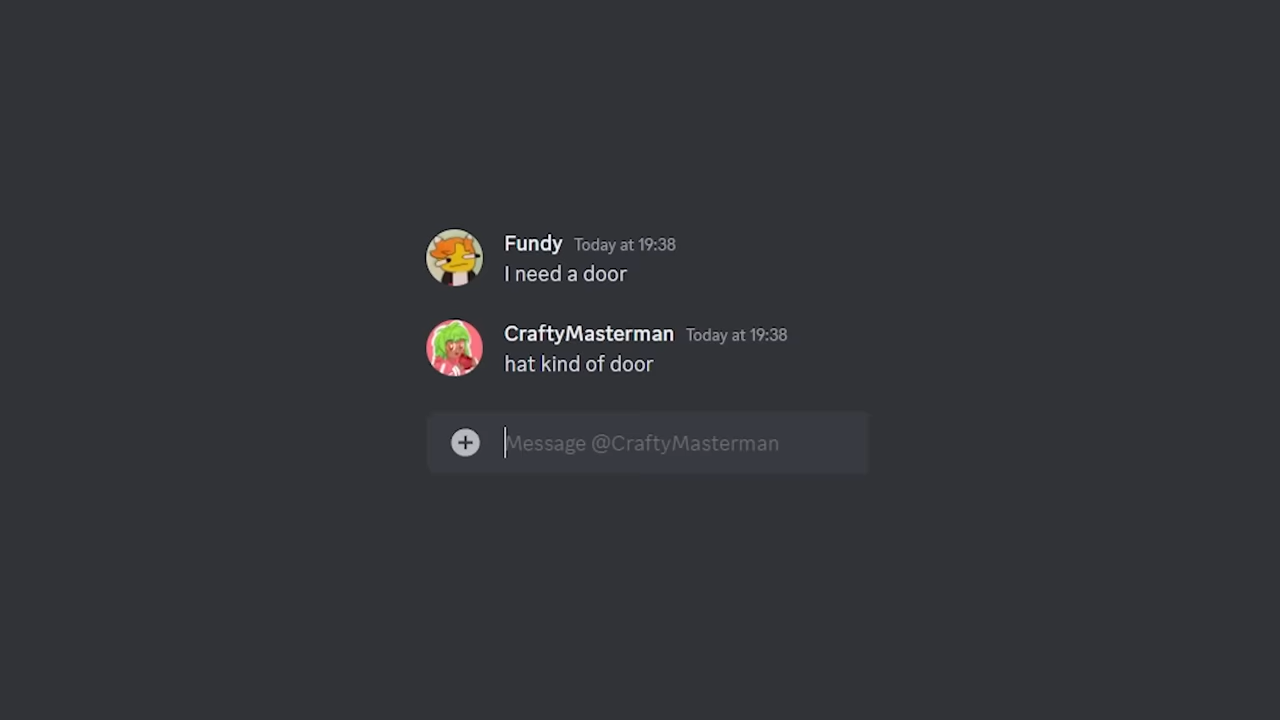 Fundy Today at 19:38
I need a door
CraftyMasterman Today at 19:38
hat kind of door
Message @CraftyMasterman